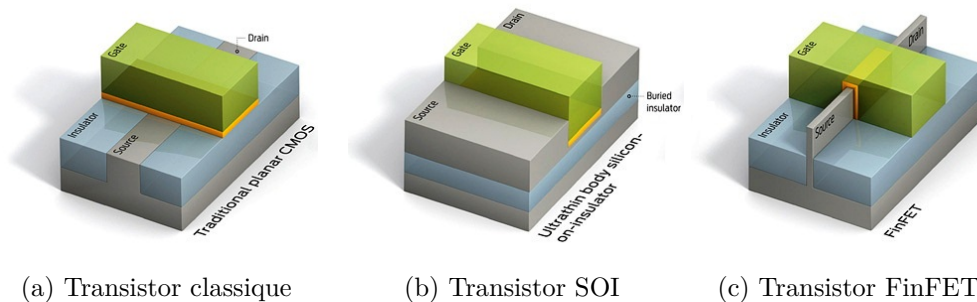 Gate
Drain
Insulator
Source
Traditional planar CMOS
Gate
Drain
Source
Buried
insulator
Ultrathin body silicon-
on-insulator
Gate
Drain
Insulator
Source
FinFET
(a) Transistor classique
(b) Transistor SOI
(c) Transistor FinFET